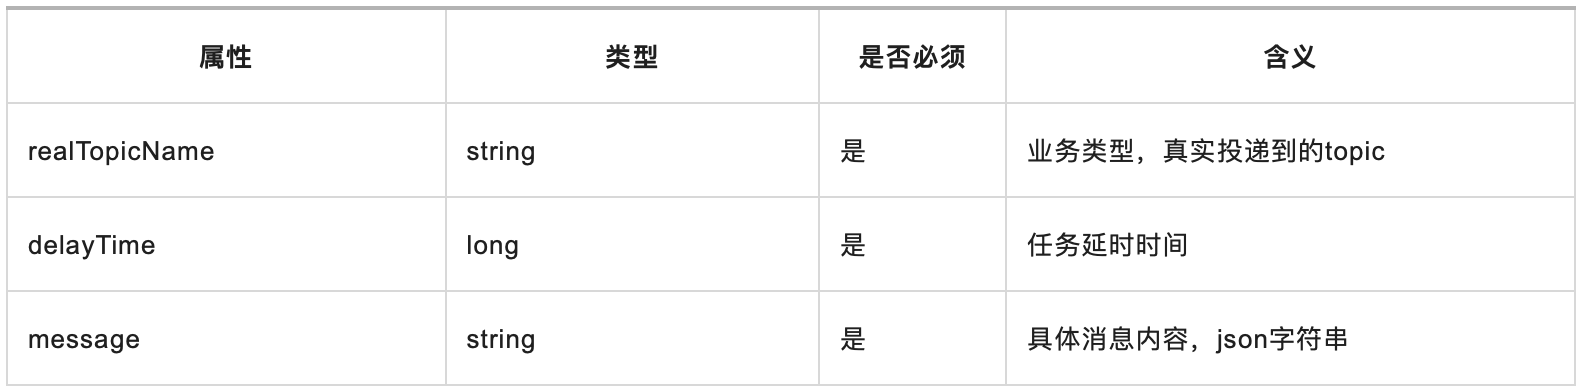 属性 类型 是否必须 含义
realTopicName string 是 业务类型，真实投递到的topic
delayTime long 是 任务延时时间
message string 是 具体消息内容，json字符串